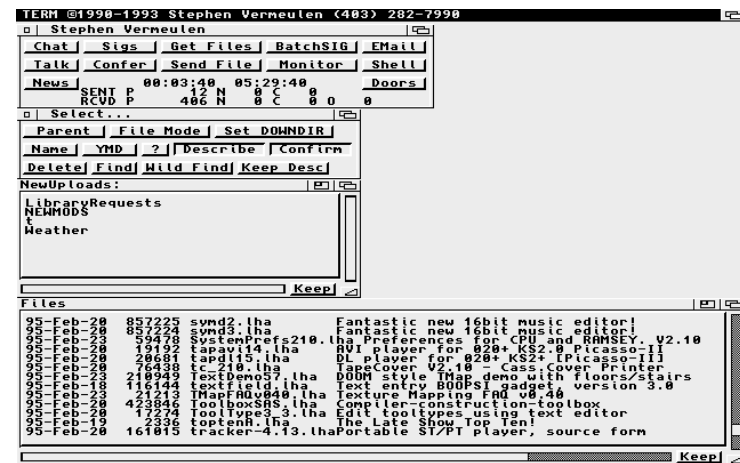 TERM ©1990-1993 Stephen Vermeulen (403) 282-7990
Stephen Vermeulen
Chat Sigs Get Files BatchSIG EMail
Talk Confer Send File Monitor Shell
News 00:03:40 05:29:40 Doors
SENT P 12 N 0 C 0
RCVD P 406 N 0 C 0 O 0
Select...
Parent File Mode Set DOWNDIR
Name YMD ? Describe Confirm
Delete Find Wild Find Keep Desc
NewUploads:
LibraryRequests
NEWMODS
t
Weather
Keep
Files
95-Feb-20 857225 symd2.lha Fantastic new 16bit music editor!
95-Feb-20 857224 symd3.lha Fantastic new 16bit music editor!
95-Feb-23 59478 SystemPrefs210.lha Preferences for CPU and RAMSEY. V2.10
95-Feb-20 19192 tapavi14.lha AVI player for 020+ KS2.0 Picasso-II
95-Feb-20 20681 tapdl15.lha DL player for 020+ KS2+ [Picasso-II]
95-Feb-20 76438 tc_210.lha TapeCover V2.10 - Cass.Cover Printer
95-Feb-23 210949 TextDemo57.lha DOOM style TMap demo with floors/stairs
95-Feb-18 116144 textfield.lha Text entry BOOPSI gadget, version 3.0
95-Feb-23 21213 TMapFAQv040.lha Texture Mapping FAQ v0.40
95-Feb-20 423846 ToolboxSAS.lha Compiler-construction-toolbox
95-Feb-20 17274 ToolType3_3.lha Edit tooltypes using text editor
95-Feb-19 2336 toptenA.lha The Late Show Top Ten!
95-Feb-20 161015 tracker-4.13.lhaPortable ST/PT player, source form
Keep